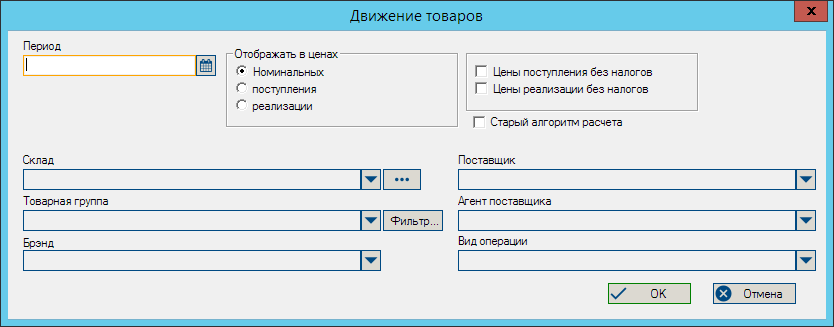 Движение товаров
x
Период
Отображать в ценах
Номинальных
поступления
реализации
Цены поступления без налогов
Цены реализации без налогов
Старый алгоритм расчета
Склад
Поставщик
Товарная группа
Фильтр...
Агент поставщика
Брэнд
Вид операции
OK
Отмена